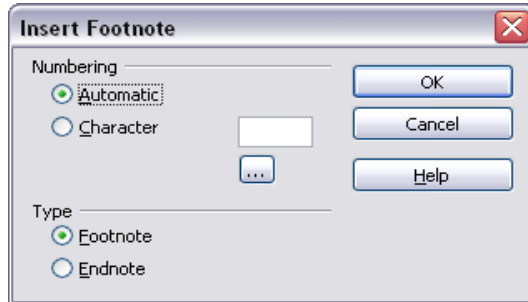 Insert Footnote
Numbering
Automatic
Character
...
Type
Footnote
Endnote
OK
Cancel
Help